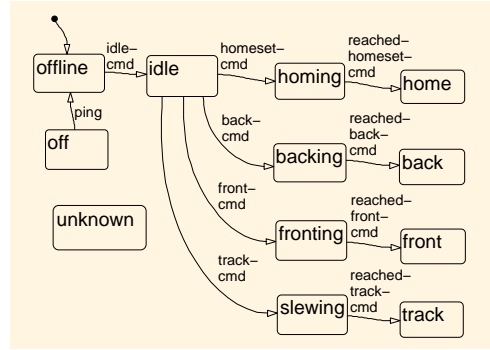 offline
idle–
cmd
idle
homeset–
cmd
homing
reached–
homeset–
cmd
home
ping
off
back–
cmd
backing
reached–
back–
cmd
back
unknown
front–
cmd
fronting
reached–
front–
cmd
front
track–
cmd
slewing
reached–
track–
cmd
track